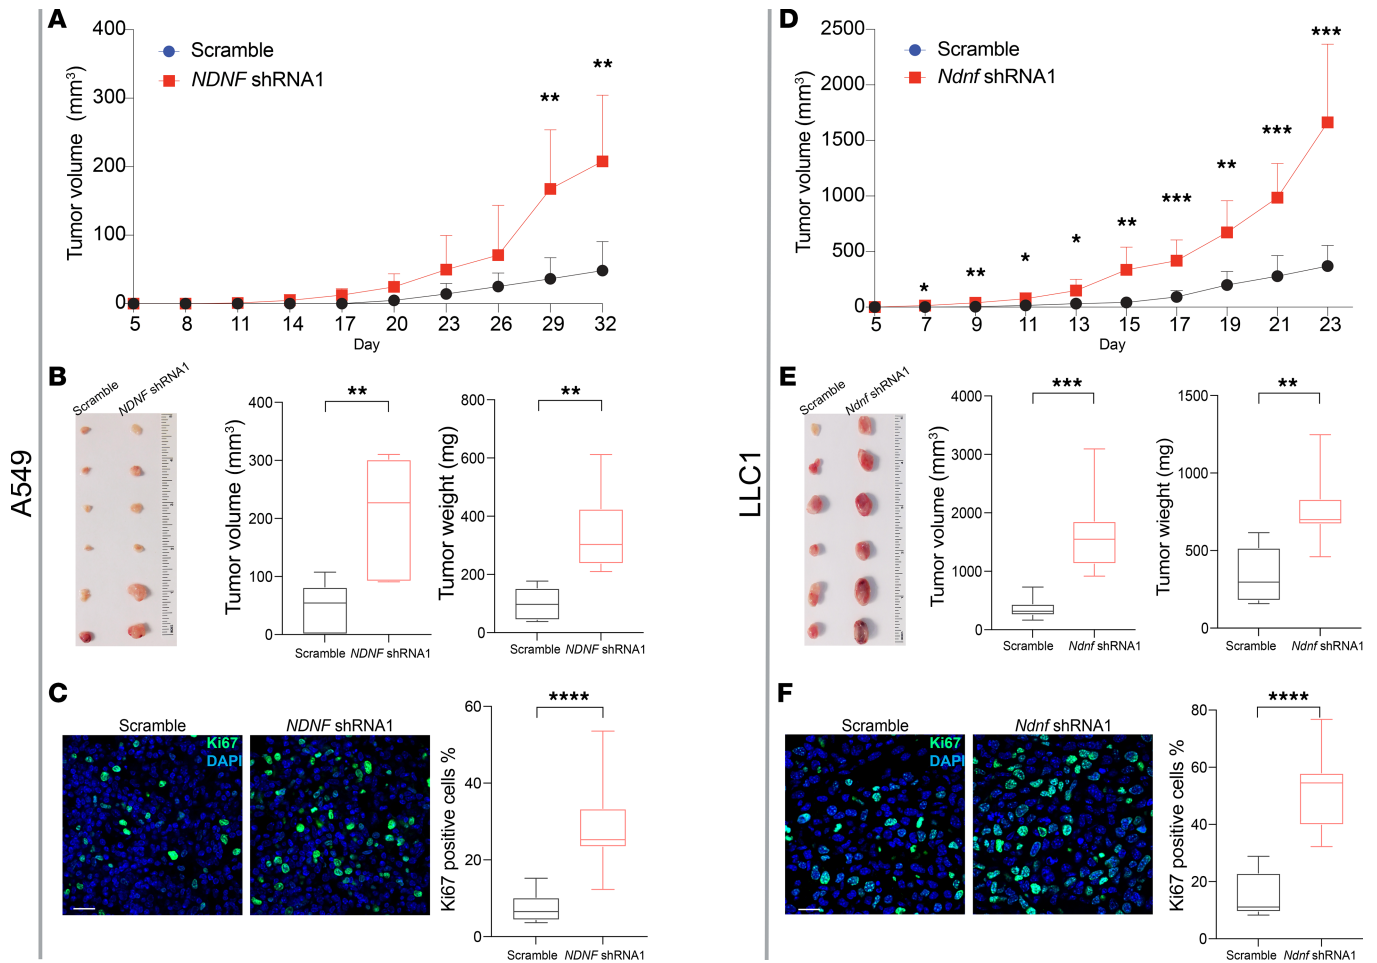 A
400
300
200
100
0
Tumor volume (mm3)
Scramble
NDNF shRNA1
**
**
5 8 11 14 17 20 23 26 29 32
Day
D
2500
2000
1500
1000
500
0
Tumor volume (mm3)
Scramble
Ndnf shRNA1
*
**
*
*
**
***
**
***
***
5 7 9 11 13 15 17 19 21 23
Day
A549
B
Scramble
NDNF shRNA1
Tumor volume (mm3)
400
300
200
100
0
**
Scramble NDNF shRNA1
Tumor weight (mg)
800
600
400
200
0
**
Scramble NDNF shRNA1
LLC1
E
Scramble
Ndnf shRNA1
Tumor volume (mm3)
4000
3000
2000
1000
0
***
Scramble Ndnf shRNA1
Tumor wieght (mg)
1500
1000
500
0
**
Scramble Ndnf shRNA1
C
Scramble
NDNF shRNA1
Ki67
DAPI
Ki67 positive cells %
60
40
20
0
****
Scramble NDNF shRNA1
F
Scramble
Ndnf shRNA1
Ki67
DAPI
Ki67 positive cells %
80
60
40
20
0
****
Scramble Ndnf shRNA1